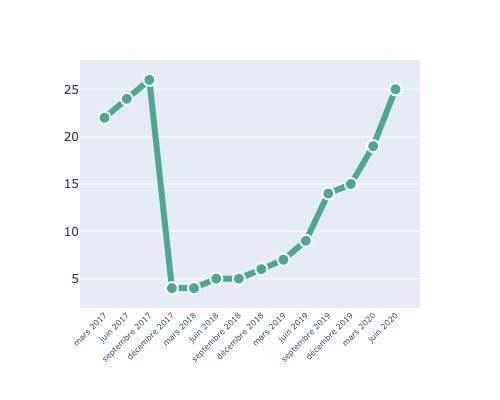 25
20
15
10
5
mars 2017
juin 2017
septembre 2017
décembre 2017
mars 2018
juin 2018
septembre 2018
décembre 2018
mars 2019
juin 2019
septembre 2019
décembre 2019
mars 2020
juin 2020